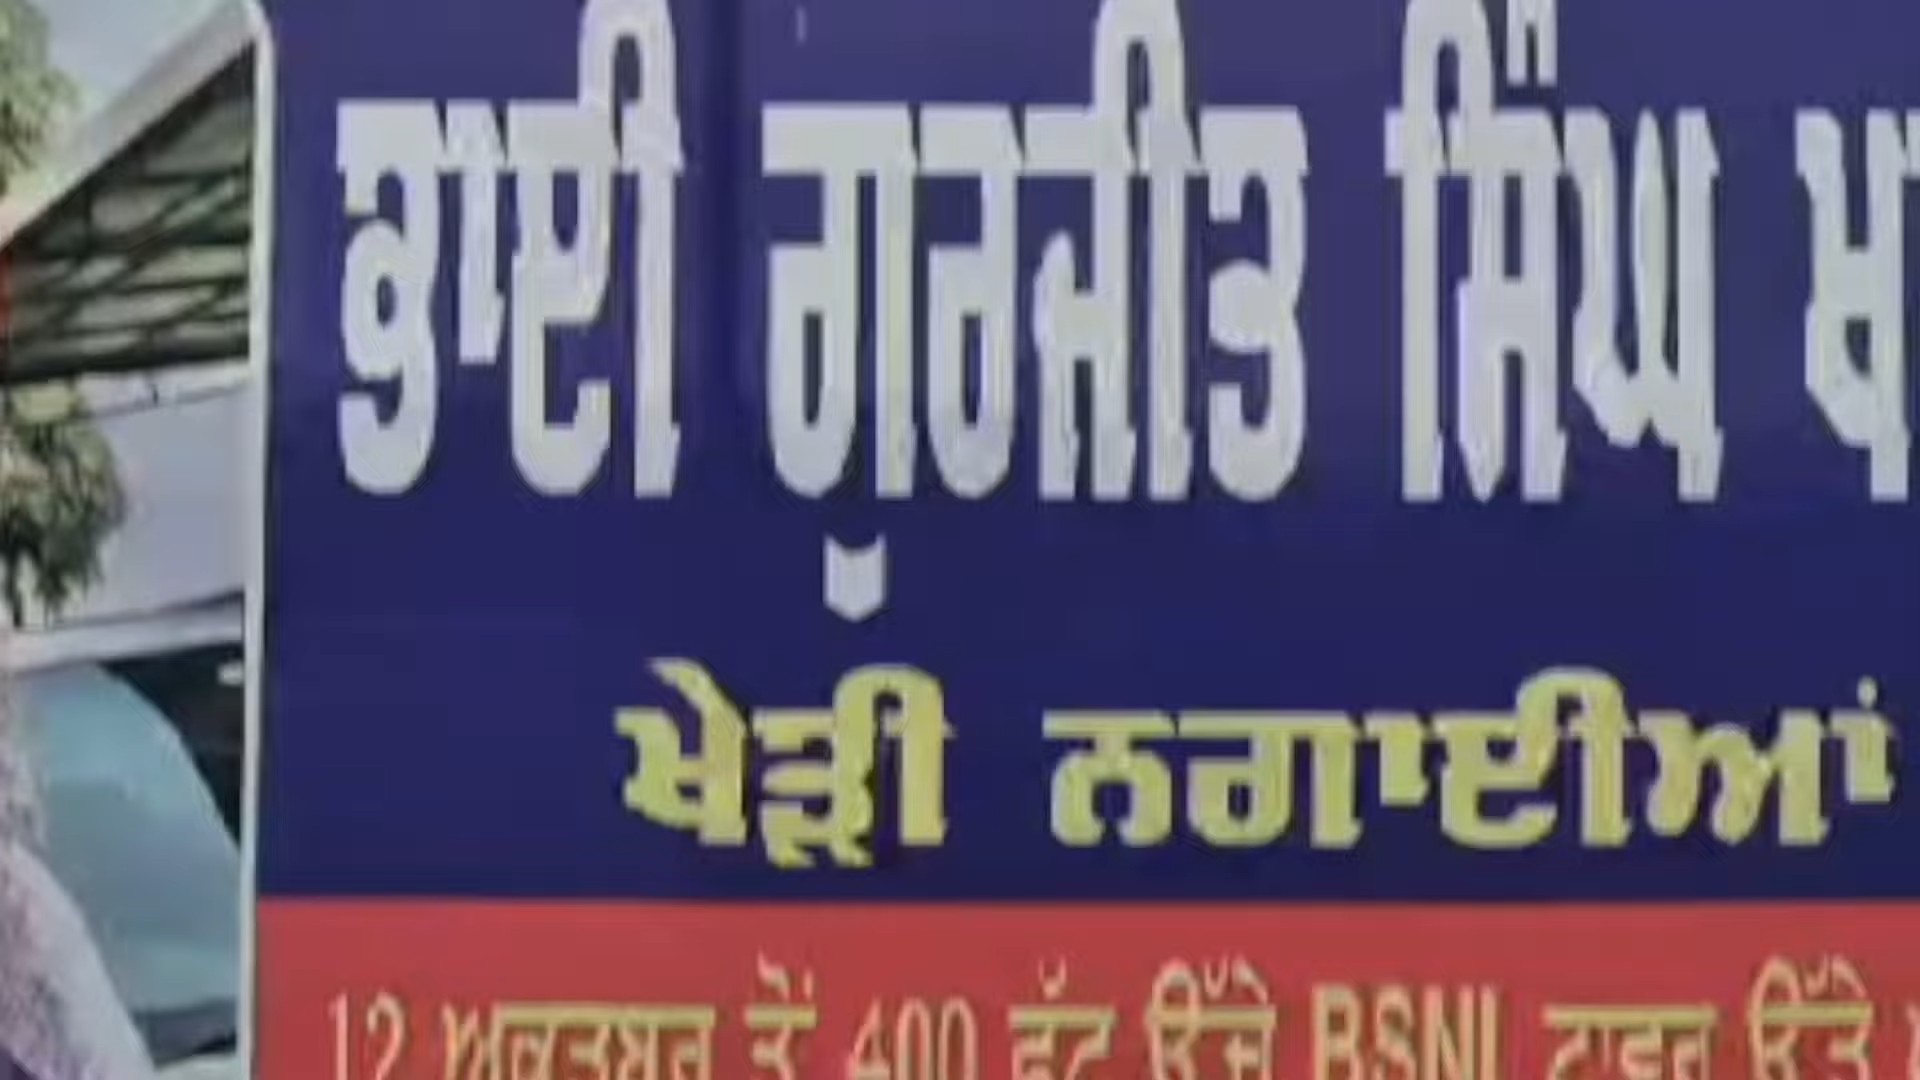 ਭਾਈ ਗੁਰਜੀਤ ਸਿੰਘ
ਖੇੜੀ ਨਗਾਈਆਂ
12 ਅਕਤੂਬਰ ਤੋਂ 400 ਫੁੱਟ ਉੱਚੇ BSNL ਟਾਵਰ ਉੱਤੇ